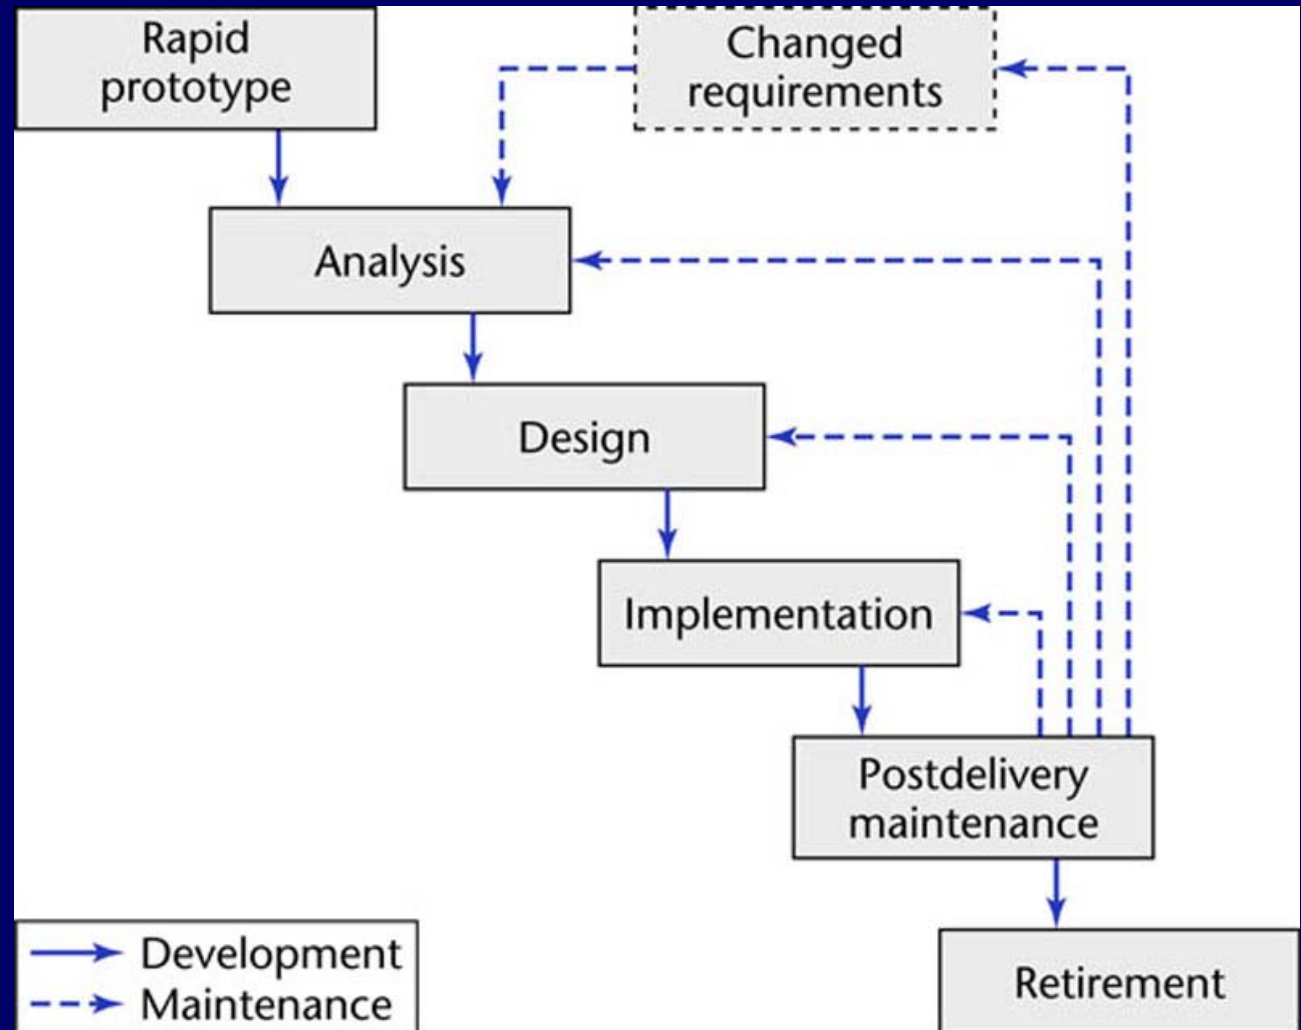 Rapid
prototype
Changed
requirements
Analysis
Design
Implementation
Postdelivery
maintenance
Retirement
Development
Maintenance